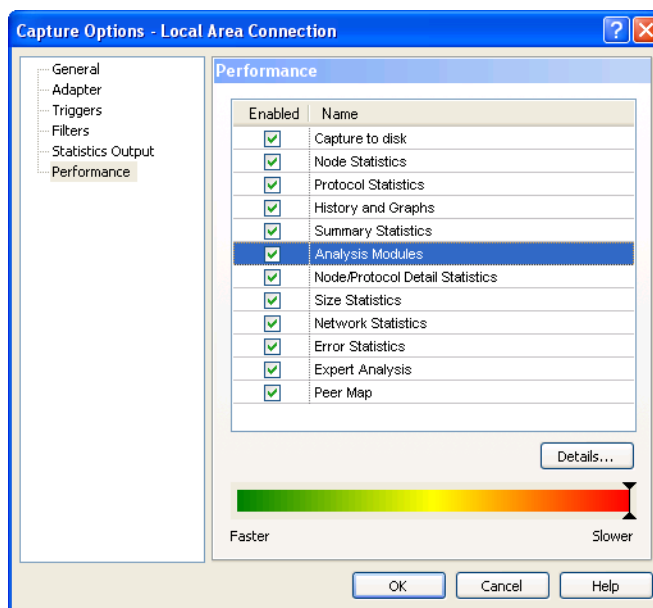 Capture Options - Local Area Connection
General
Adapter
Triggers
Filters
Statistics Output
Performance
Performance
Enabled Name
Capture to disk
Node Statistics
Protocol Statistics
History and Graphs
Summary Statistics
Analysis Modules
Node/Protocol Detail Statistics
Size Statistics
Network Statistics
Error Statistics
Expert Analysis
Peer Map
Details...
Faster Slower
OK Cancel Help